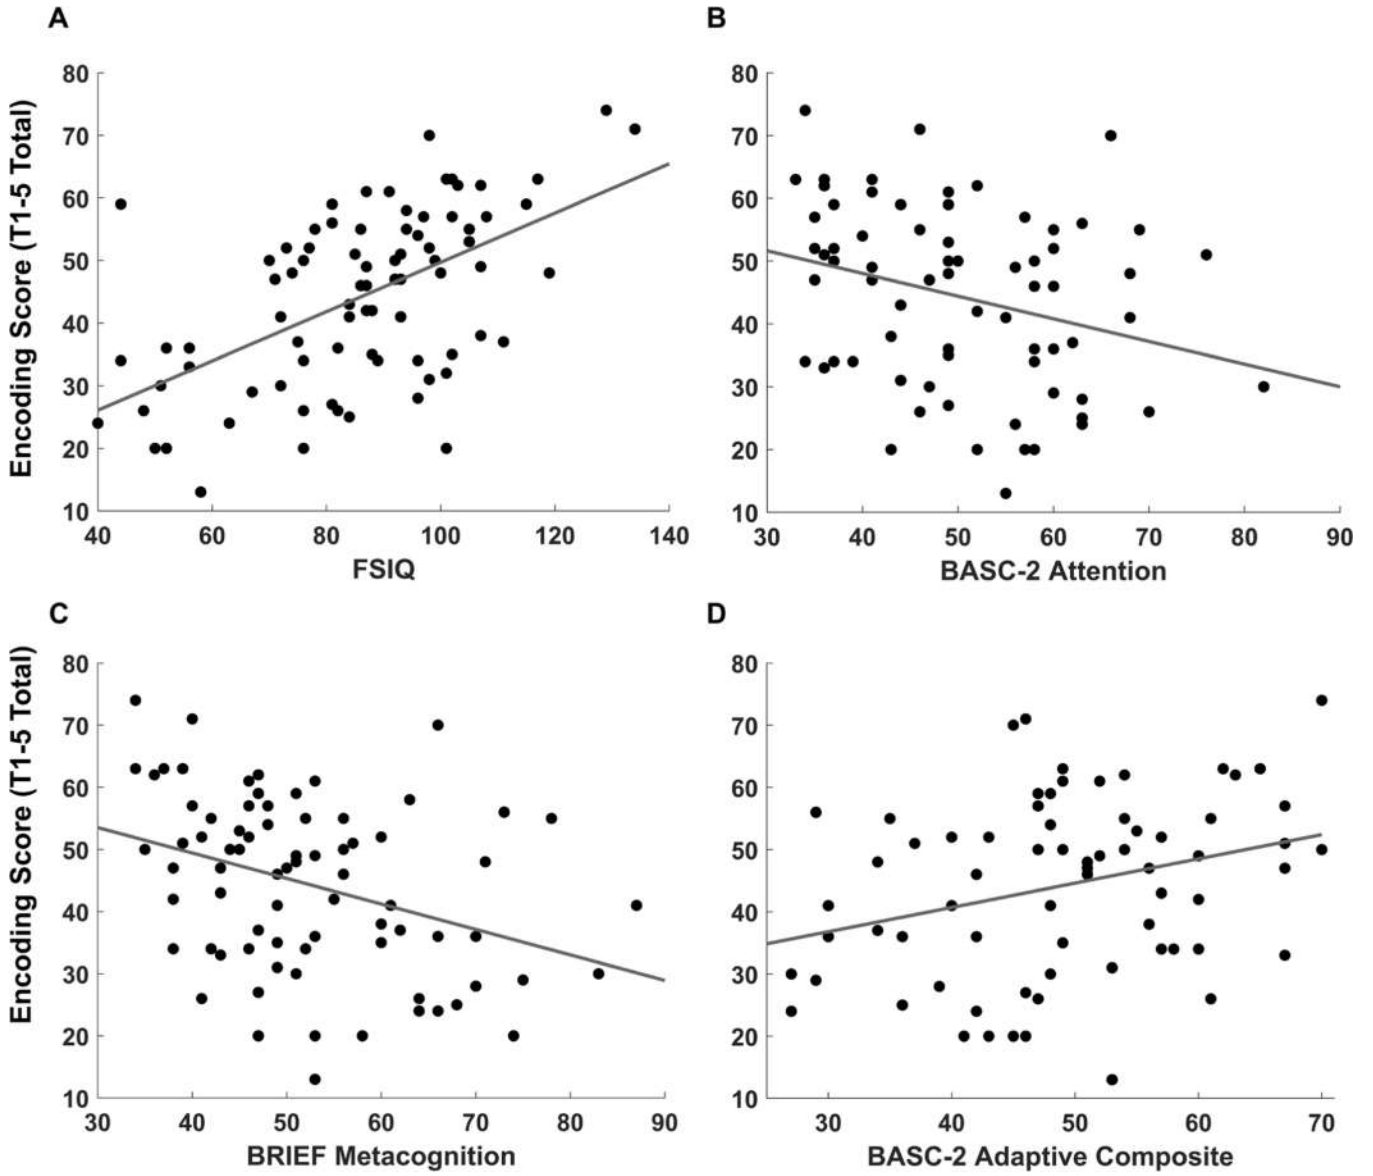 A
B
80
70
60
50
40
30
20
10
Encoding Score (T1-5 Total)
40 60 80 100 120 140
FSIQ
80
70
60
50
40
30
20
10
30 40 50 60 70 80 90
BASC-2 Attention
C
D
80
70
60
50
40
30
20
10
Encoding Score (T1-5 Total)
30 40 50 60 70 80 90
BRIEF Metacognition
80
70
60
50
40
30
20
10
30 40 50 60 70
BASC-2 Adaptive Composite